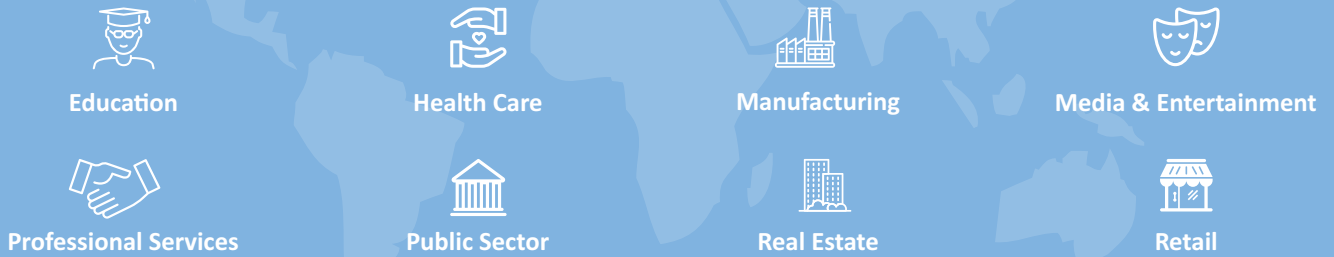 Education
Health Care
Manufacturing
Media & Entertainment
Professional Services
Public Sector
Real Estate
Retail